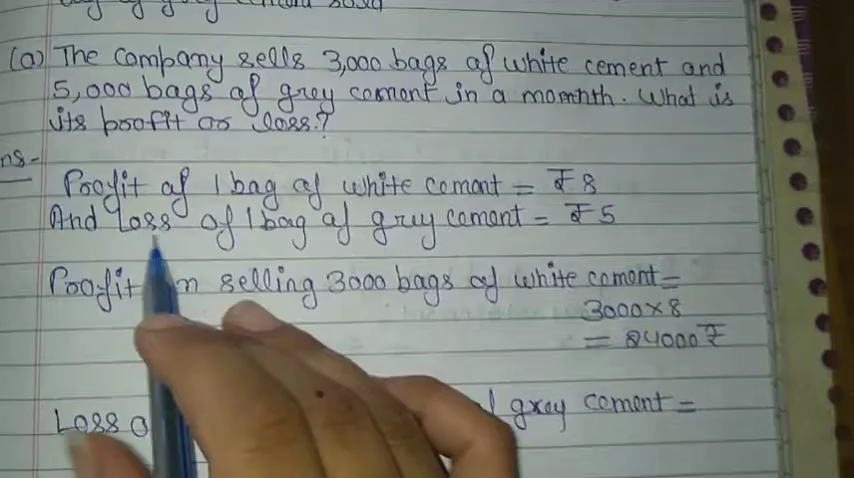 (a) The company sells 3,000 bags of white cement and
5,000 bags of grey cement in a momnth. What is
its profit or loss?
ns-
Profit of 1 bag of white cement = ₹ 8
And Loss of 1 bag of grey cement = ₹ 5
Profit on selling 3000 bags of white cement =
3000×8
= 24000₹
Loss o grey cement =